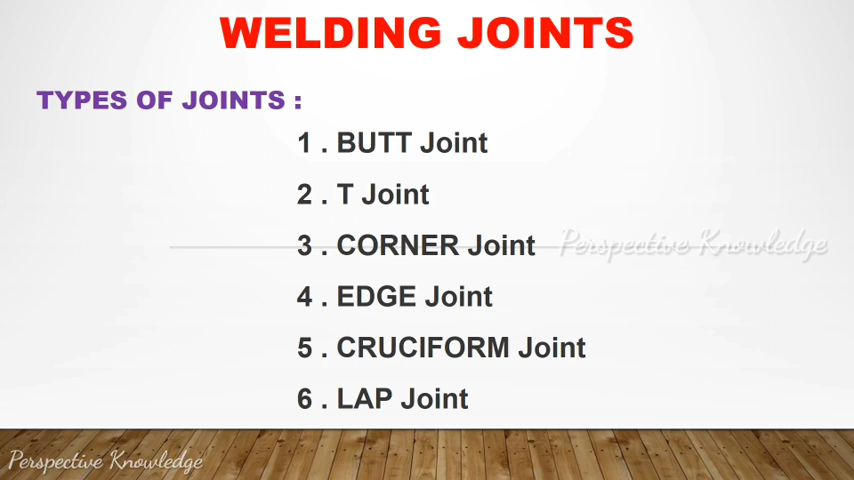 WELDING JOINTS
TYPES OF JOINTS :
1 . BUTT Joint
2 . T Joint
3 . CORNER Joint
Perspective Knowledge
4 . EDGE Joint
5 . CRUCIFORM Joint
6 . LAP Joint
Perspective Knowledge